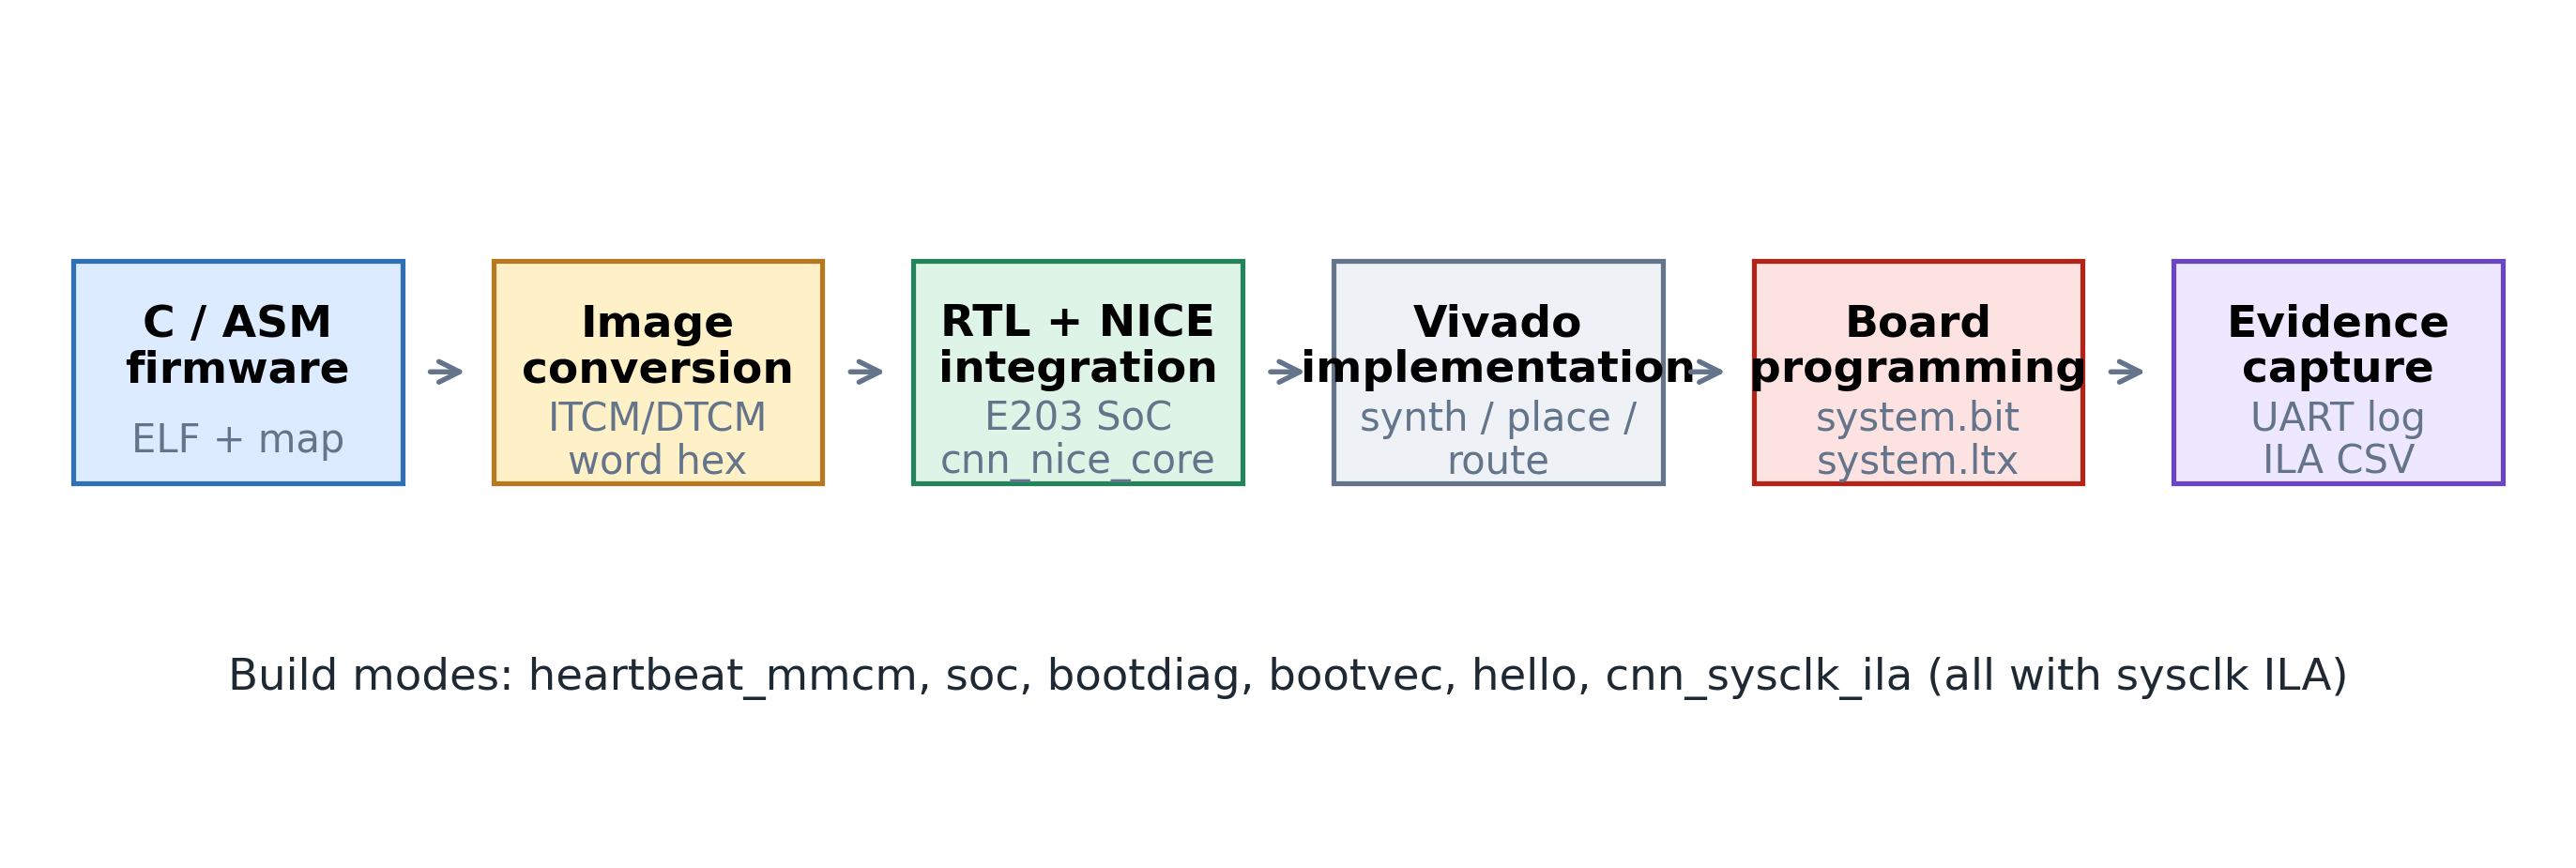 C / ASM
firmware
ELF + map
Image
conversion
ITCM/DTCM
word hex
RTL + NICE
integration
E203 SoC
cnn_nice_core
Vivado
implementation
synth / place /
route
Board
programming
system.bit
system.ltx
Evidence
capture
UART log
ILA CSV
Build modes: heartbeat_mmcm, soc, bootdiag, bootvec, hello, cnn_sysclk_ila (all with sysclk ILA)